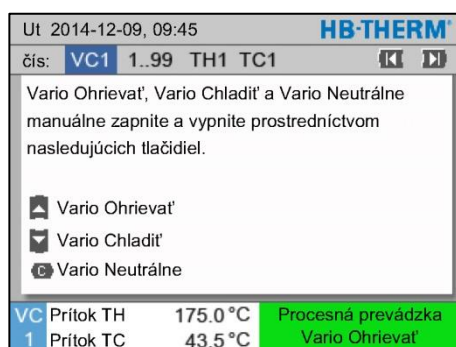 Ut 2014-12-09, 09:45 HB-THERM®
čís: VC1 1..99 TH1 TC1
Vario Ohrievať, Vario Chladiť a Vario Neutrálne
manuálne zapnite a vypnite prostredníctvom
nasledujúcich tlačidiel.
Vario Ohrievať
Vario Chladiť
C Vario Neutrálne
VC Prítok TH 175.0 °C Procesná prevádzka
1 Prítok TC 43.5 °C Vario Ohrievať